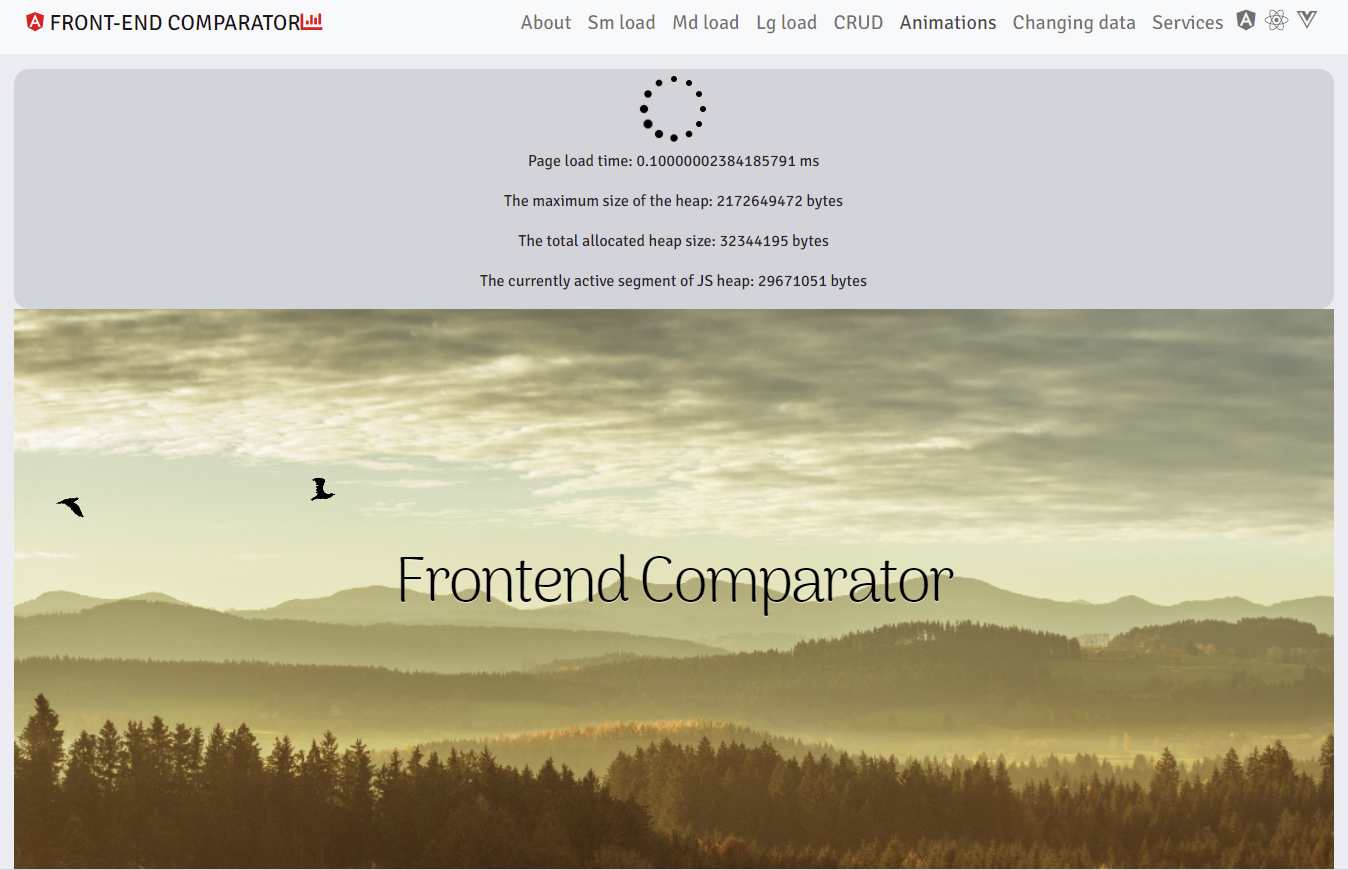 FRONT-END COMPARATOR About Sm load Md load Lg load CRUD Animations Changing data Services
Page load time: 0.10000002384185791 ms
The maximum size of the heap: 2172649472 bytes
The total allocated heap size: 32344195 bytes
The currently active segment of JS heap: 29671051 bytes
Frontend Comparator